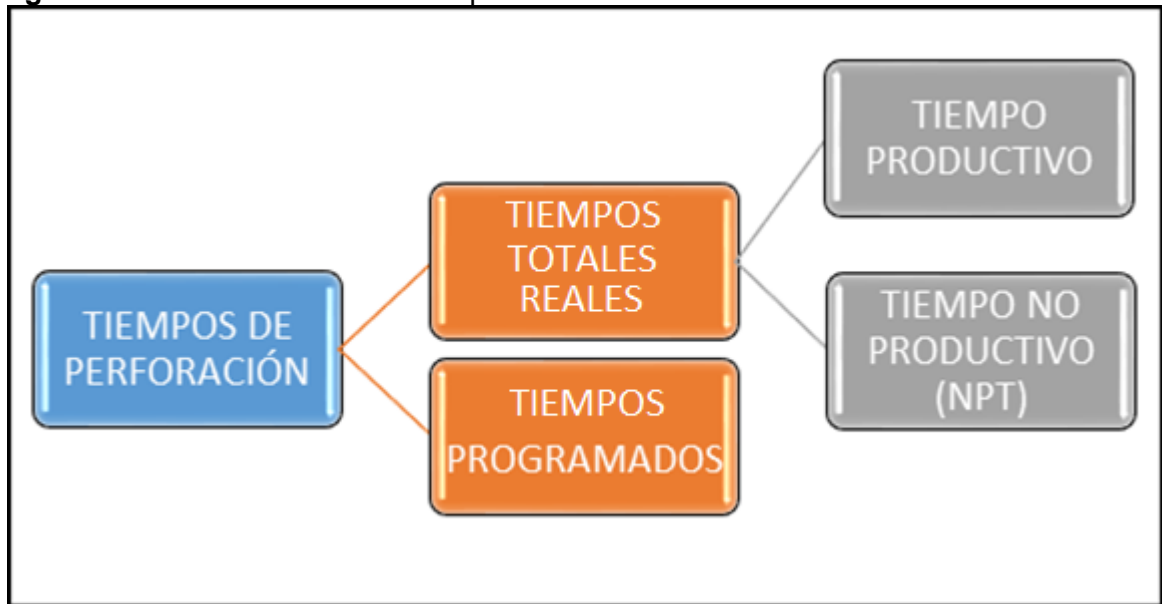 TIEMPOS DE
PERFORACIÓN
TIEMPOS
TOTALES
REALES
TIEMPOS
PROGRAMADOS
TIEMPO
PRODUCTIVO
TIEMPO NO
PRODUCTIVO
(NPT)